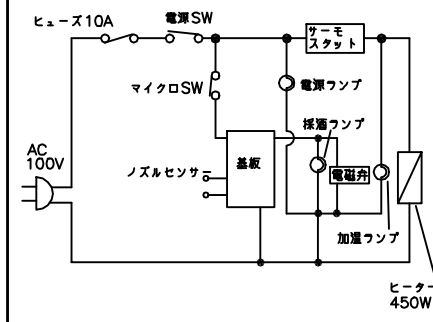 ヒューズ10A
電源SW
サーモ
スタット
マイクロSW
電源ランプ
採酒ランプ
AC
100V
ノズルセンサー
基板
電磁弁
加温ランプ
ヒーター
450W